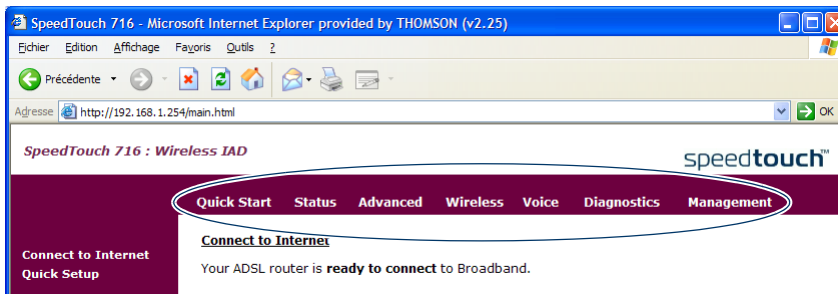 SpeedTouch 716 - Microsoft Internet Explorer provided by THOMSON (v2.25)
Fichier Edition Affichage Favoris Outils ?
Précédente
Adresse http://192.168.1.254/main.html OK
SpeedTouch 716 : Wireless IAD
speedtouch™
Quick Start Status Advanced Wireless Voice Diagnostics Management
Connect to Internet
Your ADSL router is ready to connect to Broadband.
Connect to Internet
Quick Setup